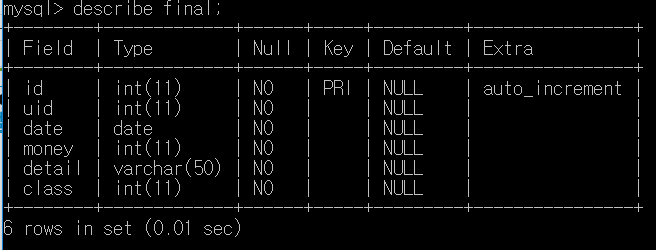 mysql> describe final;
+--------+-------------+------+-----+---------+----------------+
| Field | Type | Null | Key | Default | Extra |
+--------+-------------+------+-----+---------+----------------+
| id | int(11) | NO | PRI | NULL | auto_increment |
| uid | int(11) | NO | | NULL | |
| date | date | NO | | NULL | |
| money | int(11) | NO | | NULL | |
| detail | varchar(50) | NO | | NULL | |
| class | int(11) | NO | | NULL | |
+--------+-------------+------+-----+---------+----------------+
6 rows in set (0.01 sec)